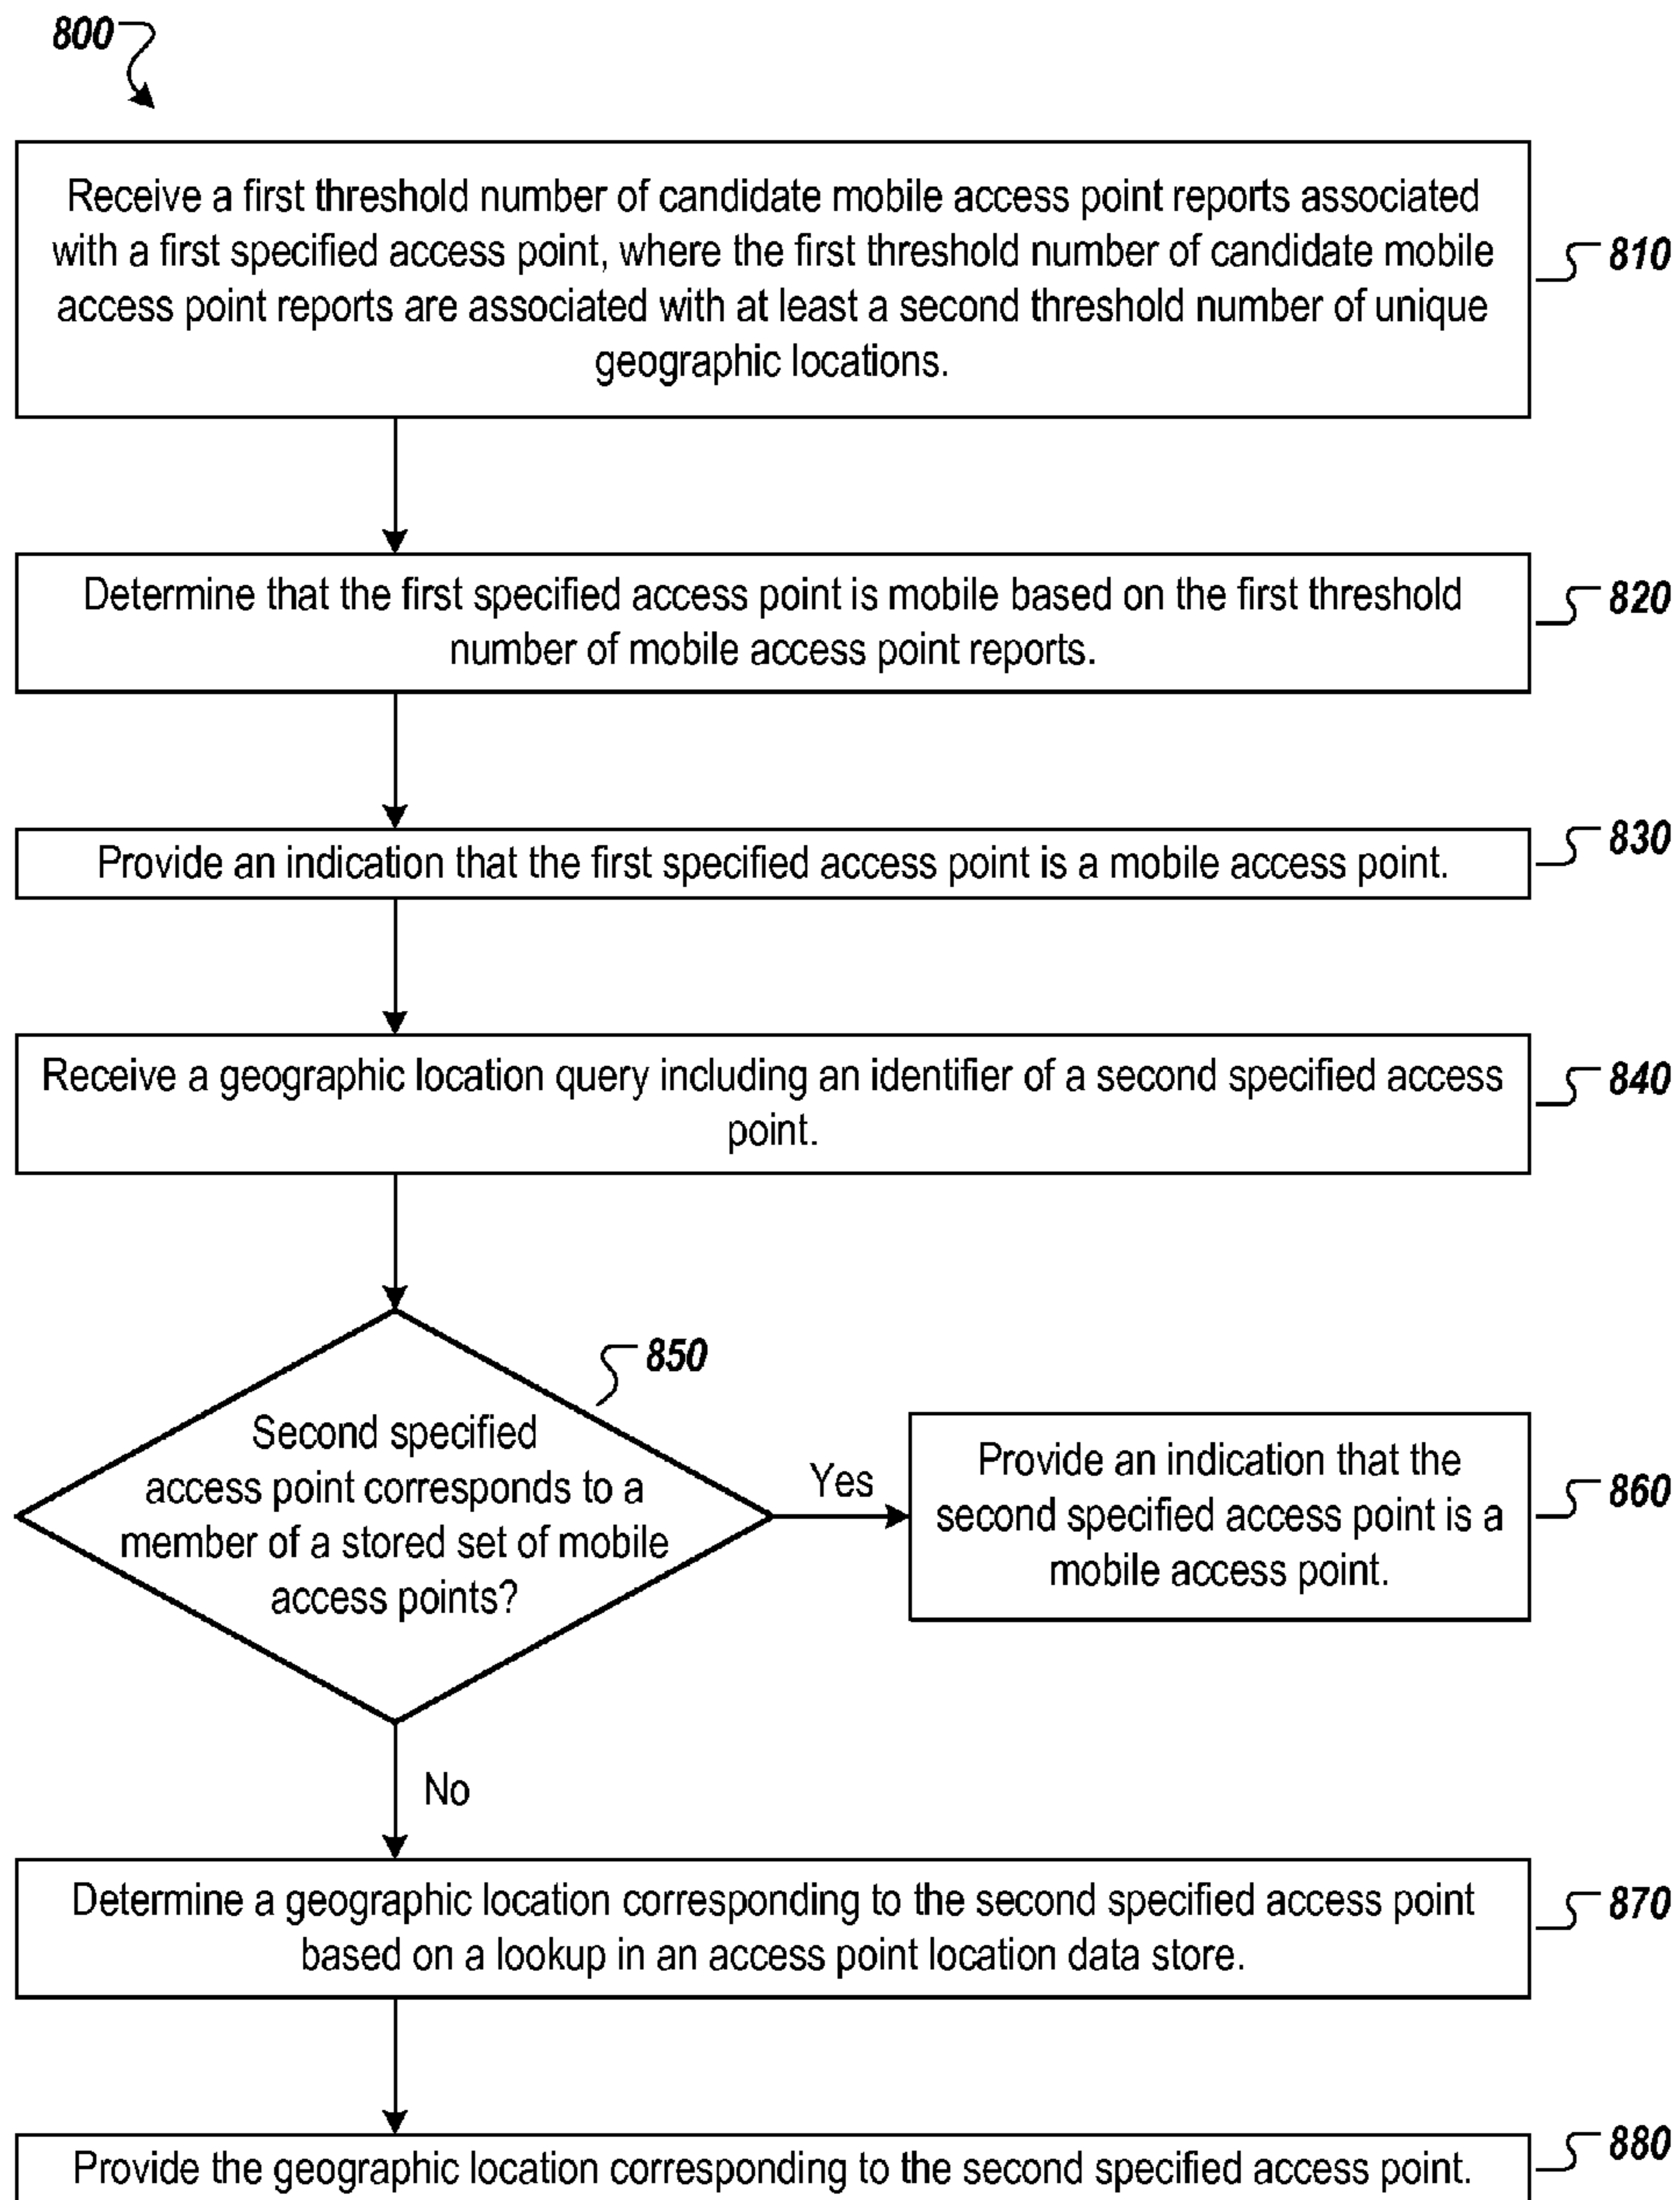 800
Receive a first threshold number of candidate mobile access point reports associated
with a first specified access point, where the first threshold number of candidate mobile
access point reports are associated with at least a second threshold number of unique
geographic locations.
810
Determine that the first specified access point is mobile based on the first threshold
number of mobile access point reports.
820
Provide an indication that the first specified access point is a mobile access point.
830
Receive a geographic location query including an identifier of a second specified access
point.
840
850
Second specified
access point corresponds to a
member of a stored set of mobile
access points?
Yes
Provide an indication that the
second specified access point is a
mobile access point.
860
No
Determine a geographic location corresponding to the second specified access point
based on a lookup in an access point location data store.
870
Provide the geographic location corresponding to the second specified access point.
880